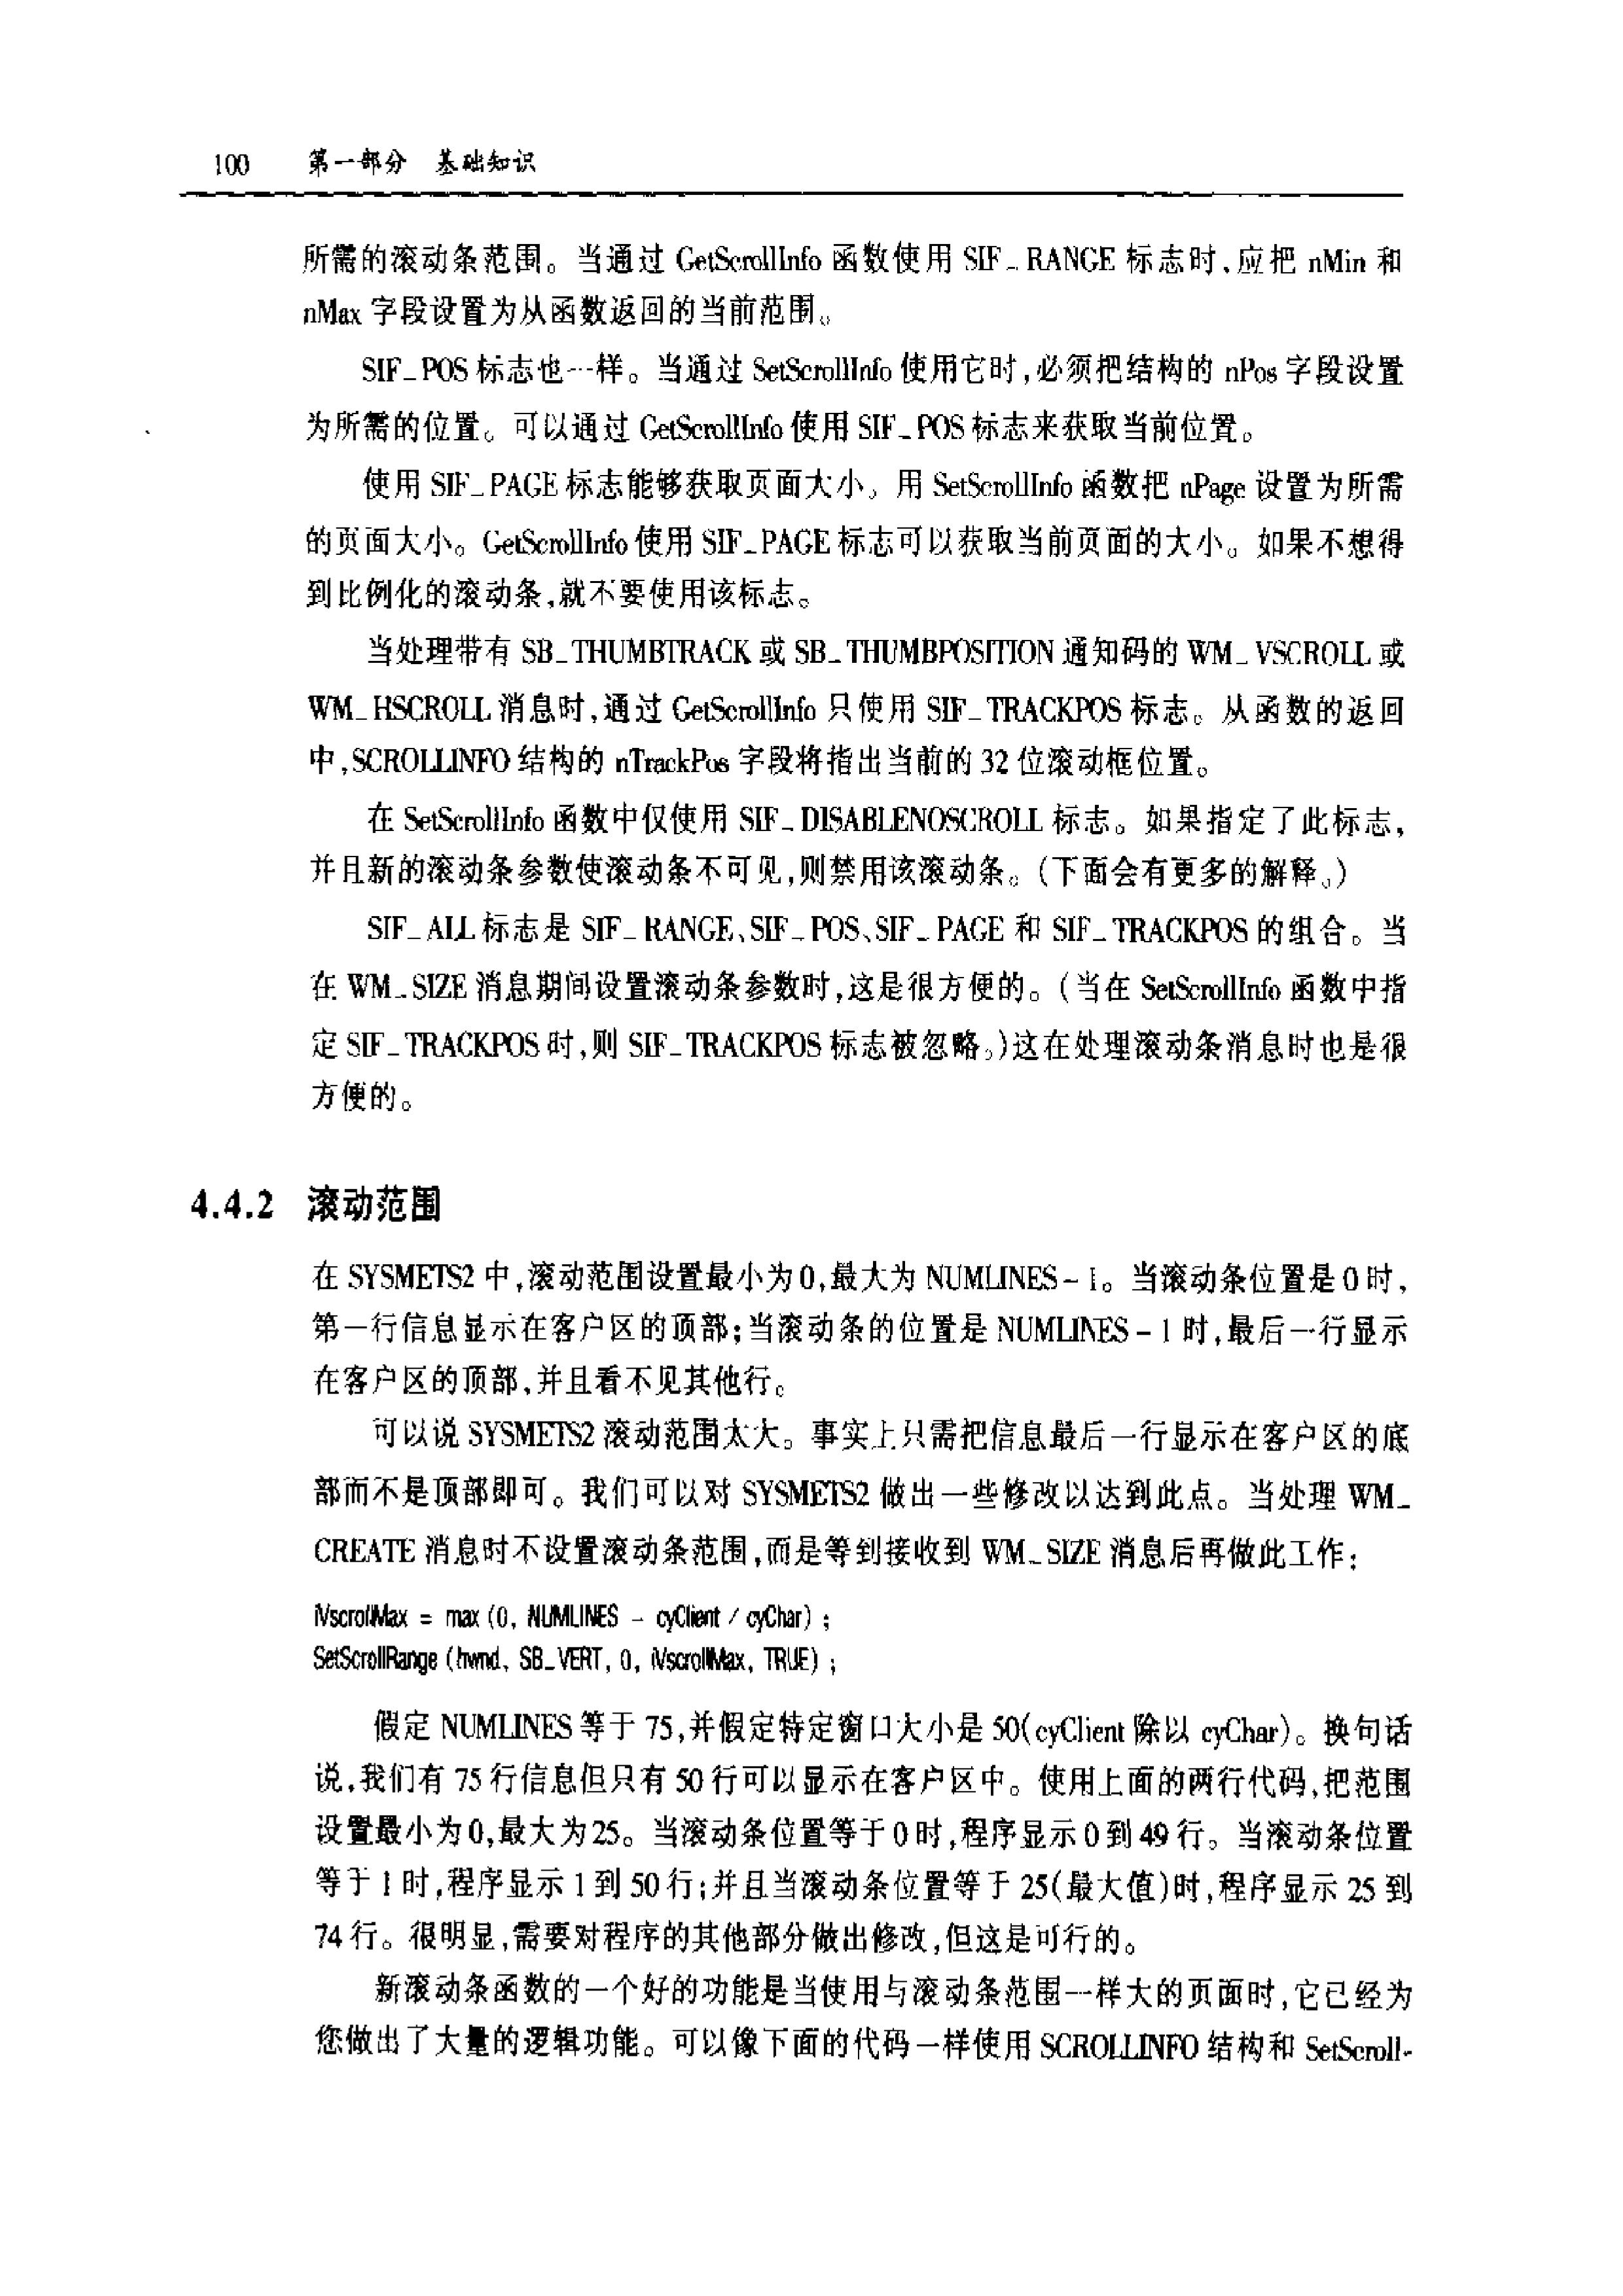 100 第一部分 基础知识
所需的滚动条范围。当通过 GetScrollInfo 函数使用 SIF_RANGE 标志时,应把 nMin 和
nMax 字段设置为从函数返回的当前范围。
SIF_POS 标志也一样。当通过 SetScrollInfo 使用它时,必须把结构的 nPos 字段设置
为所需的位置。可以通过 GetScrollInfo 使用 SIF_POS 标志来获取当前位置。
使用 SIF_PAGE 标志能够获取页面大小。用 SetScrollInfo 函数把 nPage 设置为所需
的页面大小。GetScrollInfo 使用 SIF_PAGE 标志可以获取当前页面的大小。如果不想得
到比例化的滚动条,就不要使用该标志。
当处理带有 SB_THUMBTRACK 或 SB_THUMBPOSITION 通知码的 WM_VSCROLL 或
WM_HSCROLL 消息时,通过 GetScrollInfo 只使用 SIF_TRACKPOS 标志。从函数的返回
中,SCROLLINFO 结构的 nTrackPos 字段将指出当前的 32 位滚动框位置。
在 SetScrollInfo 函数中仅使用 SIF_DISABLENOSCROLL 标志。如果指定了此标志,
并且新的滚动条参数使滚动条不可见,则禁用该滚动条。(下面会有更多的解释。)
SIF_ALL 标志是 SIF_RANGE、SIF_POS、SIF_PAGE 和 SIF_TRACKPOS 的组合。当
在 WM_SIZE 消息期间设置滚动条参数时,这是很方便的。(当在 SetScrollInfo 函数中指
定 SIF_TRACKPOS 时,则 SIF_TRACKPOS 标志被忽略。)这在处理滚动条消息时也是很
方便的。
4.4.2 滚动范围
在 SYSMETS2 中,滚动范围设置最小为 0,最大为 NUMLINES - 1。当滚动条位置是 0 时,
第一行信息显示在客户区的顶部;当滚动条的位置是 NUMLINES - 1 时,最后一行显示
在客户区的顶部,并且看不见其他行。
可以说 SYSMETS2 滚动范围太大。事实上只需把信息最后一行显示在客户区的底
部而不是顶部即可。我们可以对 SYSMETS2 做出一些修改以达到此点。当处理 WM_
CREATE 消息时不设置滚动条范围,而是等到接收到 WM_SIZE 消息后再做此工作:
iVscrollMax = max (0, NUMLINES - cyClient / cyChar) ;
SetScrollRange (hwnd, SB_VERT, 0, iVscrollMax, TRUE) ;
假定 NUMLINES 等于 75,并假定特定窗口大小是 50(cyClient 除以 cyChar)。换句话
说,我们有 75 行信息但只有 50 行可以显示在客户区中。使用上面的两行代码,把范围
设置最小为 0,最大为 25。当滚动条位置等于 0 时,程序显示 0 到 49 行。当滚动条位置
等于 1 时,程序显示 1 到 50 行;并且当滚动条位置等于 25(最大值)时,程序显示 25 到
74 行。很明显,需要对程序的其他部分做出修改,但这是可行的。
新滚动条函数的一个好的功能是当使用与滚动条范围一样大的页面时,它已经为
您做出了大量的逻辑功能。可以像下面的代码一样使用 SCROLLINFO 结构和 SetScroll-